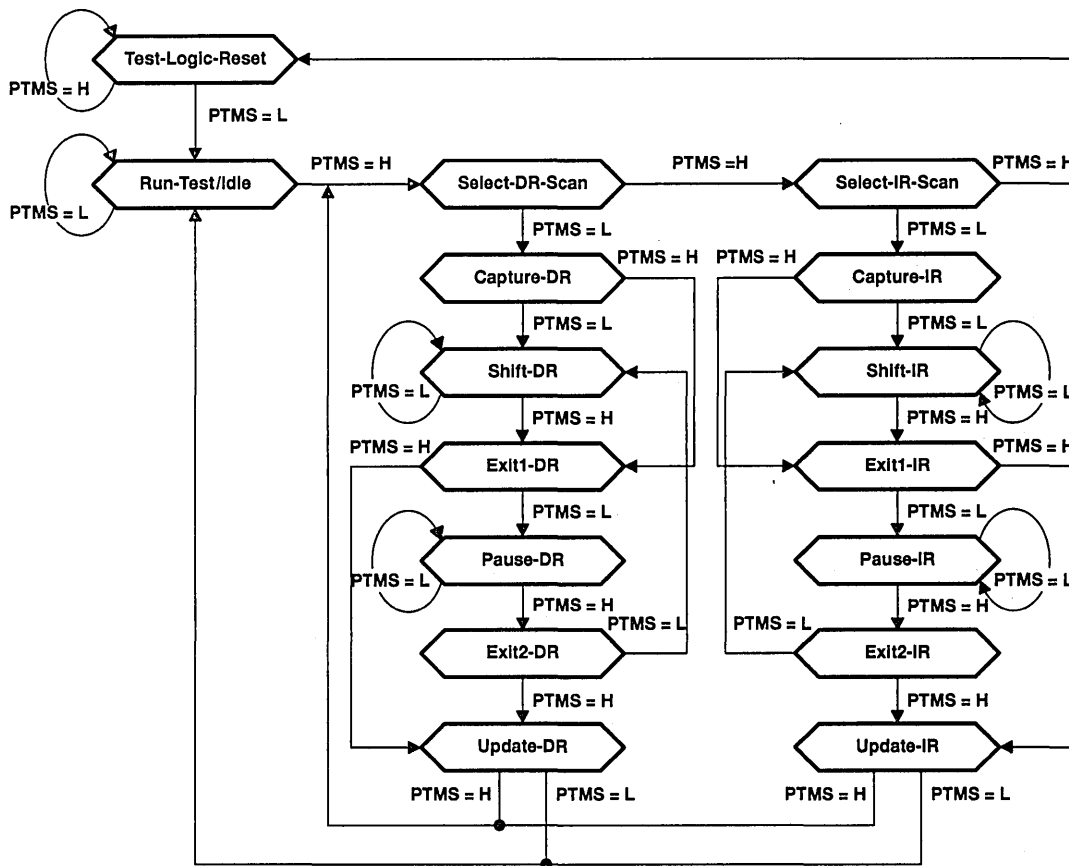 Test-Logic-Reset
PTMS = H
PTMS = L
Run-Test/Idle
PTMS = L
PTMS = H
Select-DR-Scan
PTMS =H
Select-IR-Scan
PTMS = H
PTMS = L
PTMS = L
Capture-DR
PTMS = H
PTMS = H
Capture-IR
PTMS = L
PTMS = L
Shift-DR
PTMS = L
Shift-IR
PTMS = L
PTMS = H
PTMS = H
PTMS = H
Exit1-DR
Exit1-IR
PTMS = H
PTMS = L
PTMS = L
Pause-DR
PTMS = L
Pause-IR
PTMS = L
PTMS = H
PTMS = H
Exit2-DR
PTMS = L
PTMS = L
Exit2-IR
PTMS = H
PTMS = H
Update-DR
Update-IR
PTMS = H
PTMS = L
PTMS = H
PTMS = L